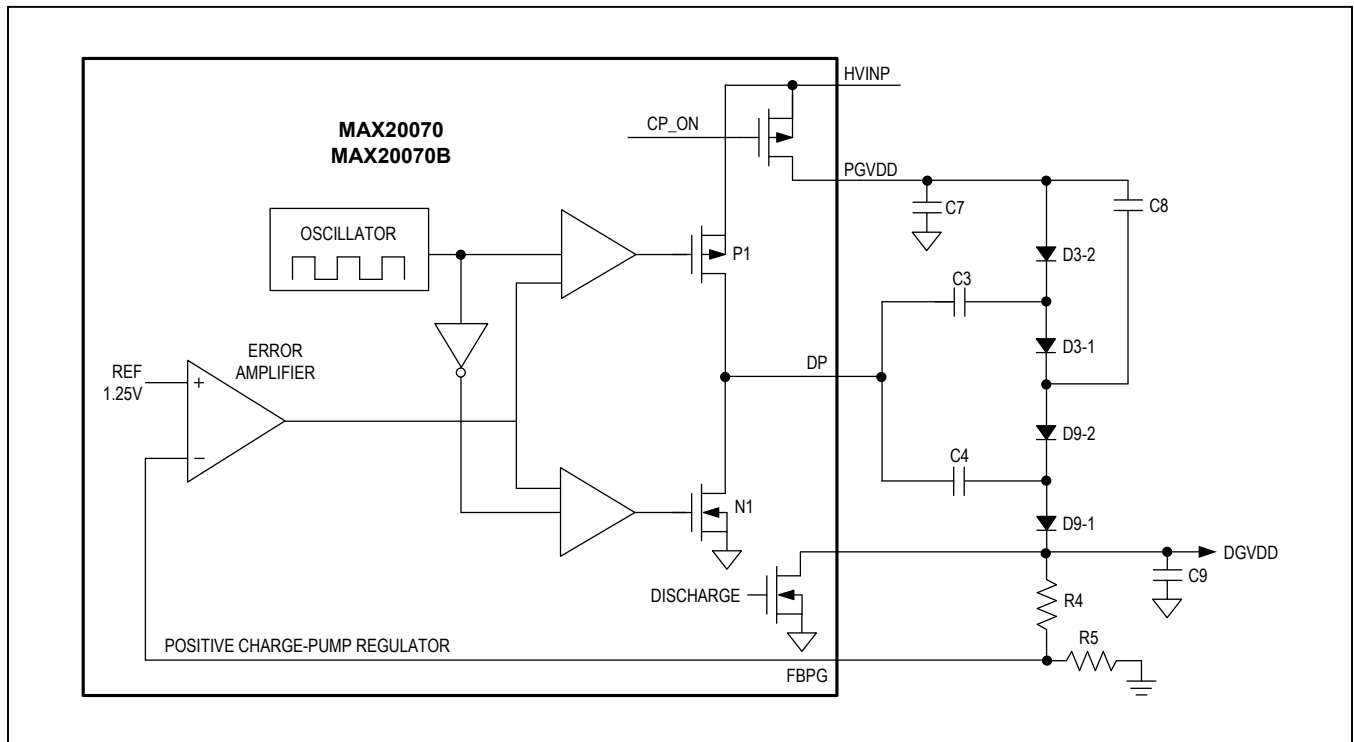 HVINP
CP_ON
MAX20070
MAX20070B
PGVDD
C7
C8
OSCILLATOR
P1
D3-2
C3
D3-1
DP
ERROR
AMPLIFIER
REF
1.25V
+
−
D9-2
C4
N1
D9-1
DGVDD
C9
DISCHARGE
R4
R5
POSITIVE CHARGE-PUMP REGULATOR
FBPG